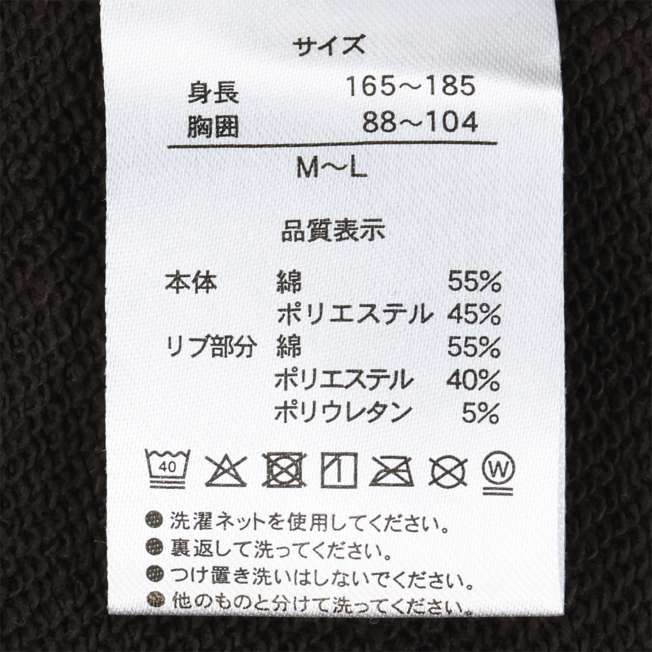 サイズ
身長 165〜185
胸囲 88〜104
M〜L
品質表示
本体 綿 55%
ポリエステル 45%
リブ部分 綿 55%
ポリエステル 40%
ポリウレタン 5%
40 W
●洗濯ネットを使用してください。
●裏返して洗ってください。
●つけ置き洗いはしないでください。
●他のものと分けて洗ってください。